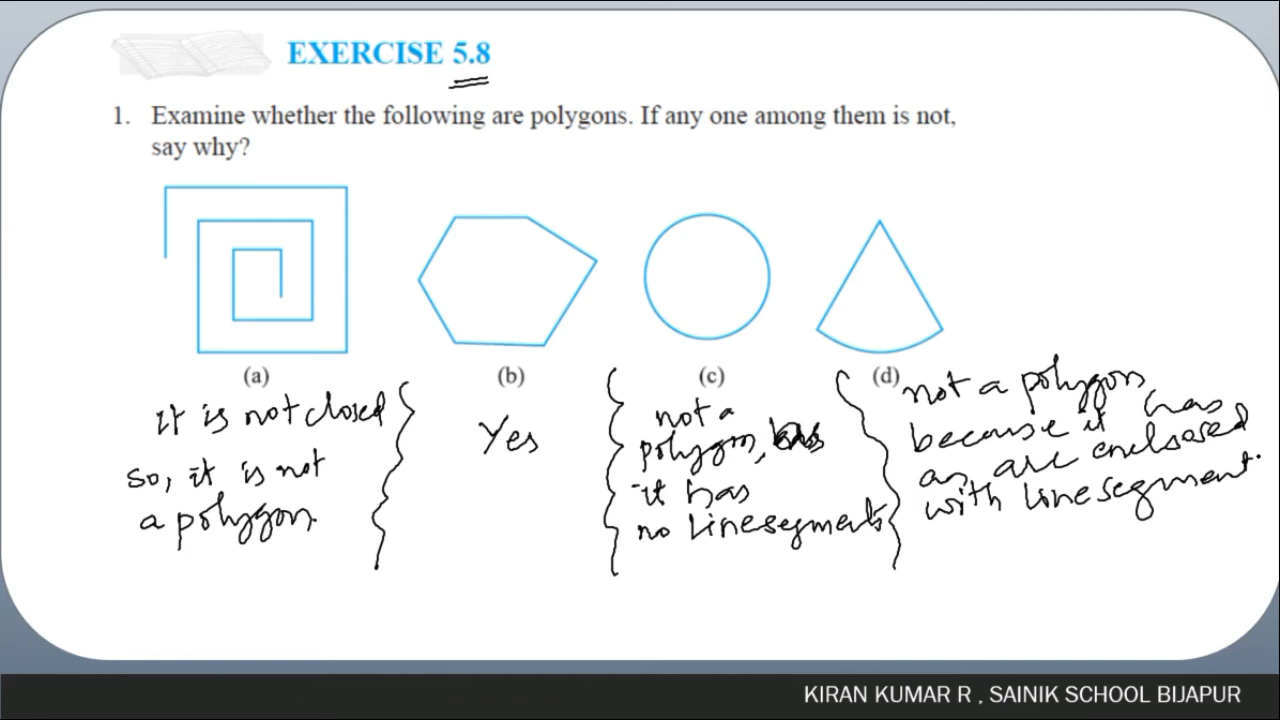 EXERCISE 5.8
1. Examine whether the following are polygons. If any one among them is not,
say why?
(a)
(b)
(c)
(d)
it is not closed
so, it is not
a polygon.
Yes
not a
polygon,
it has
no Linesegments
not a polygon
because it has
an arc enclosed
with linesegment.
KIRAN KUMAR R , SAINIK SCHOOL BIJAPUR